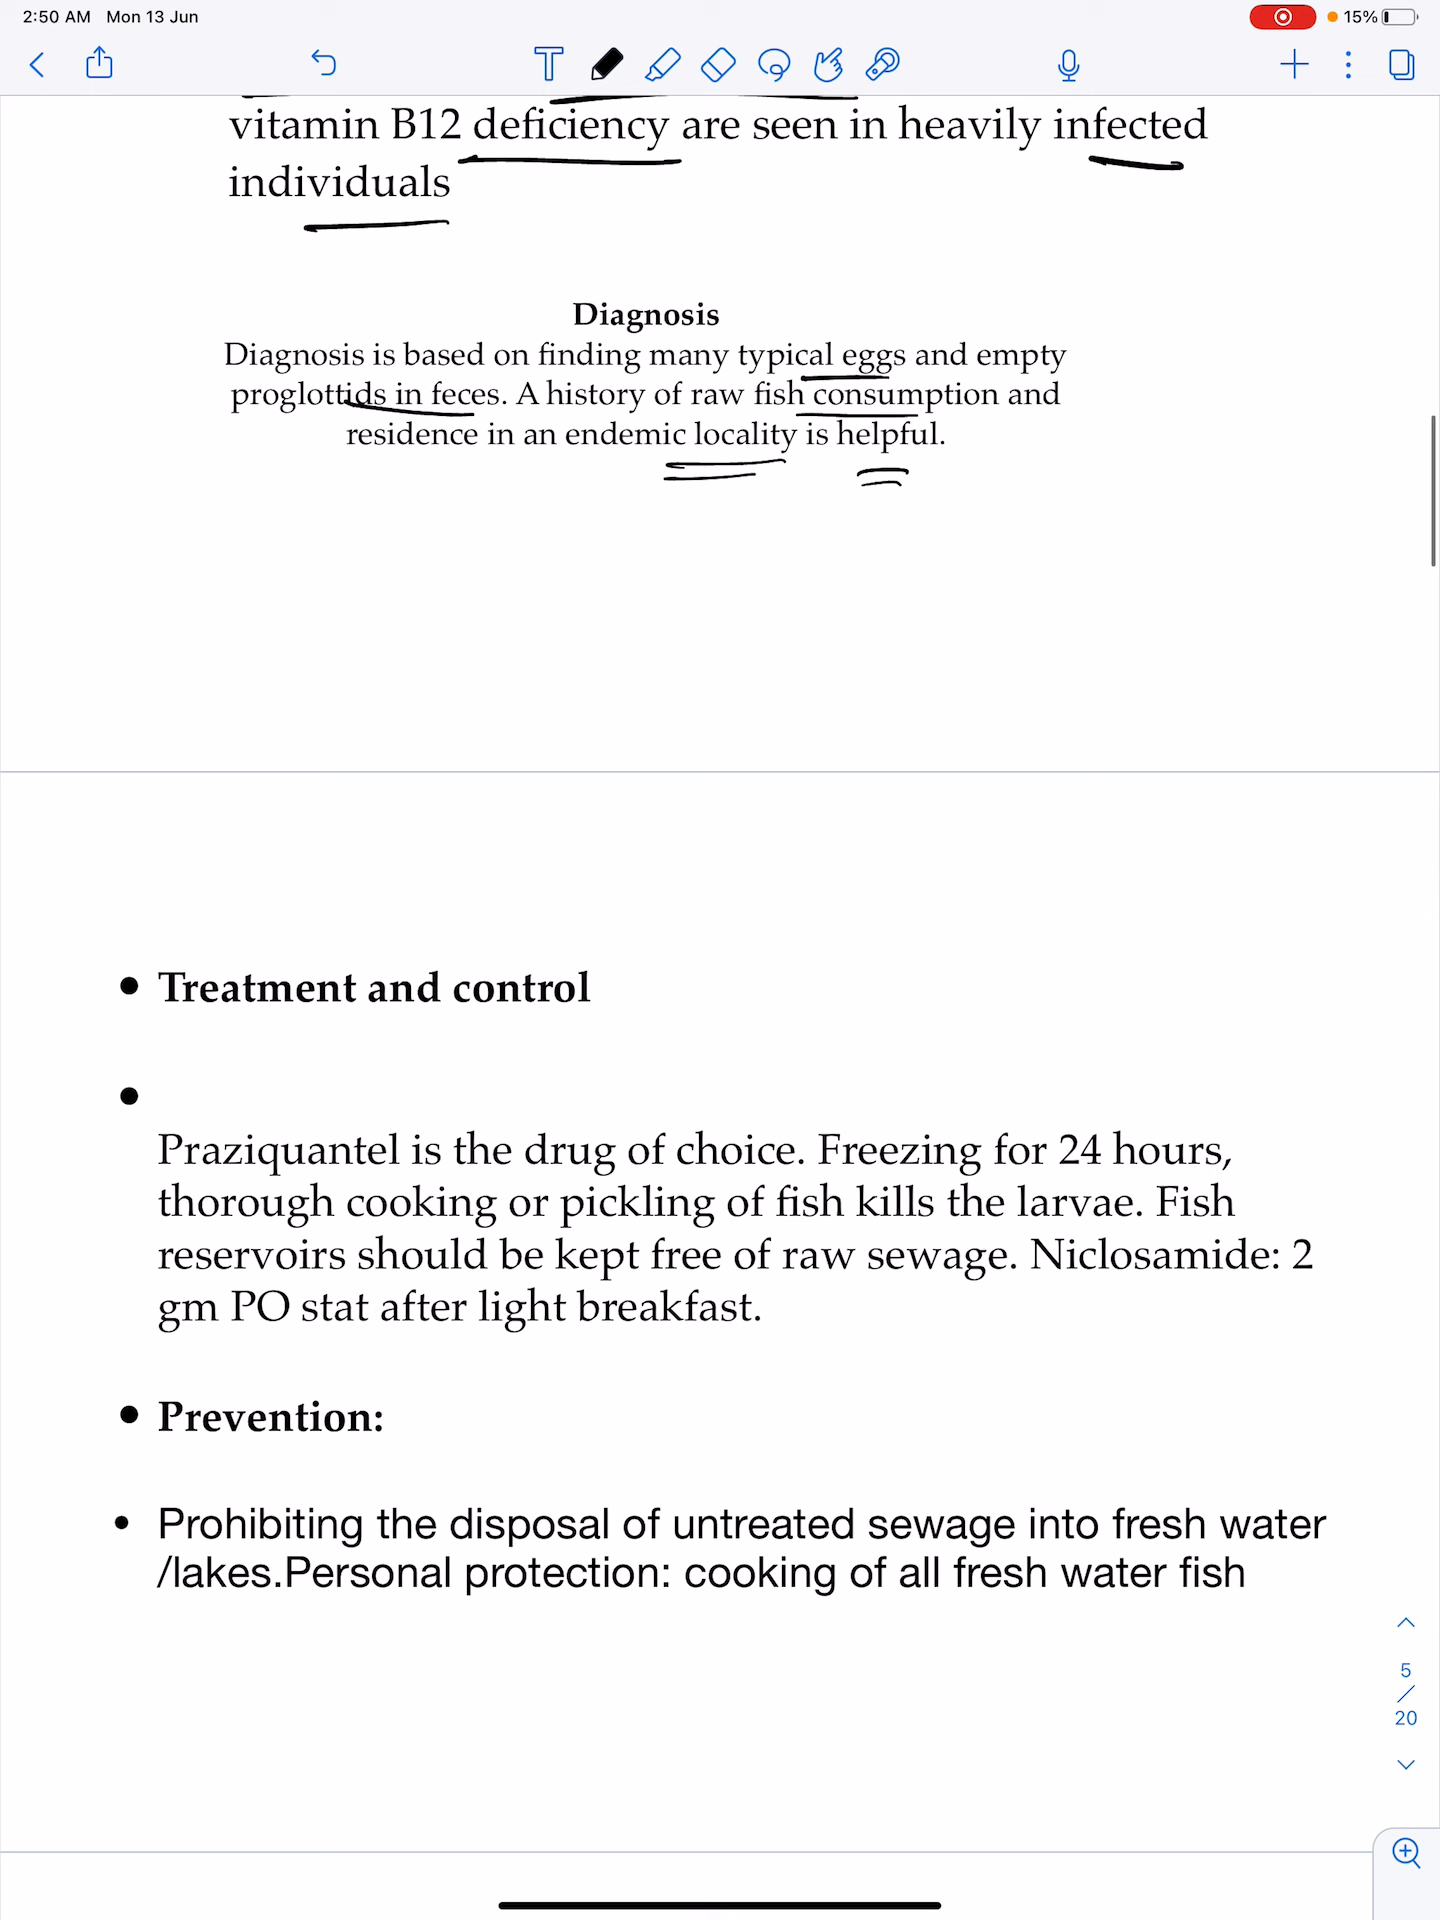 2:50 AM Mon 13 Jun
15%
T
vitamin B12 deficiency are seen in heavily infected
individuals
Diagnosis
Diagnosis is based on finding many typical eggs and empty
proglottids in feces. A history of raw fish consumption and
residence in an endemic locality is helpful.
• Treatment and control
•
Praziquantel is the drug of choice. Freezing for 24 hours,
thorough cooking or pickling of fish kills the larvae. Fish
reservoirs should be kept free of raw sewage. Niclosamide: 2
gm PO stat after light breakfast.
• Prevention:
• Prohibiting the disposal of untreated sewage into fresh water
/lakes.Personal protection: cooking of all fresh water fish
5
/
20